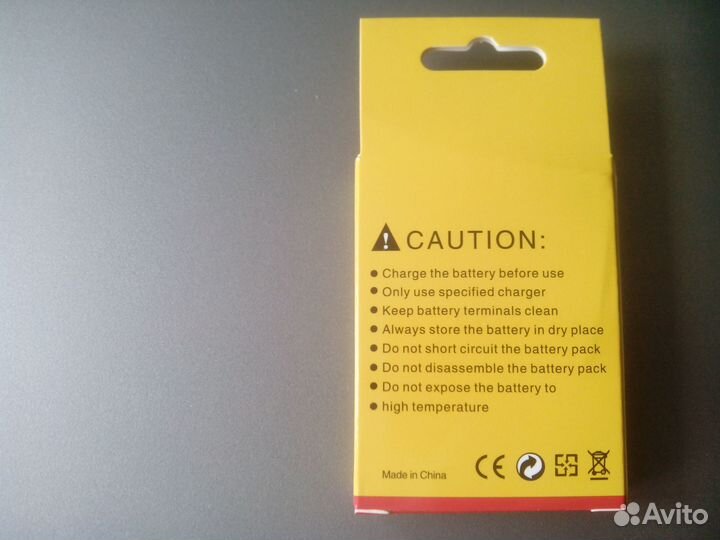 CAUTION:
● Charge the battery before use
● Only use specified charger
● Keep battery terminals clean
● Always store the battery in dry place
● Do not short circuit the battery pack
● Do not disassemble the battery pack
● Do not expose the battery to
● high temperature
Made in China
CE
Avito